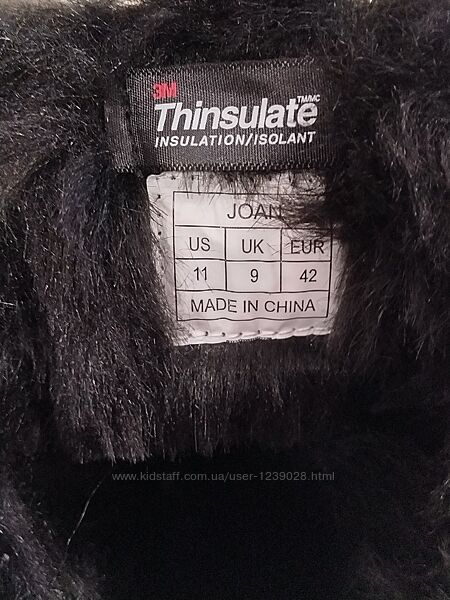 3M
Thinsulate TM/MC
INSULATION/ISOLANT
JOAN
US UK EUR
11 9 42
MADE IN CHINA
www.kidstaff.com.ua/user-1239028.html